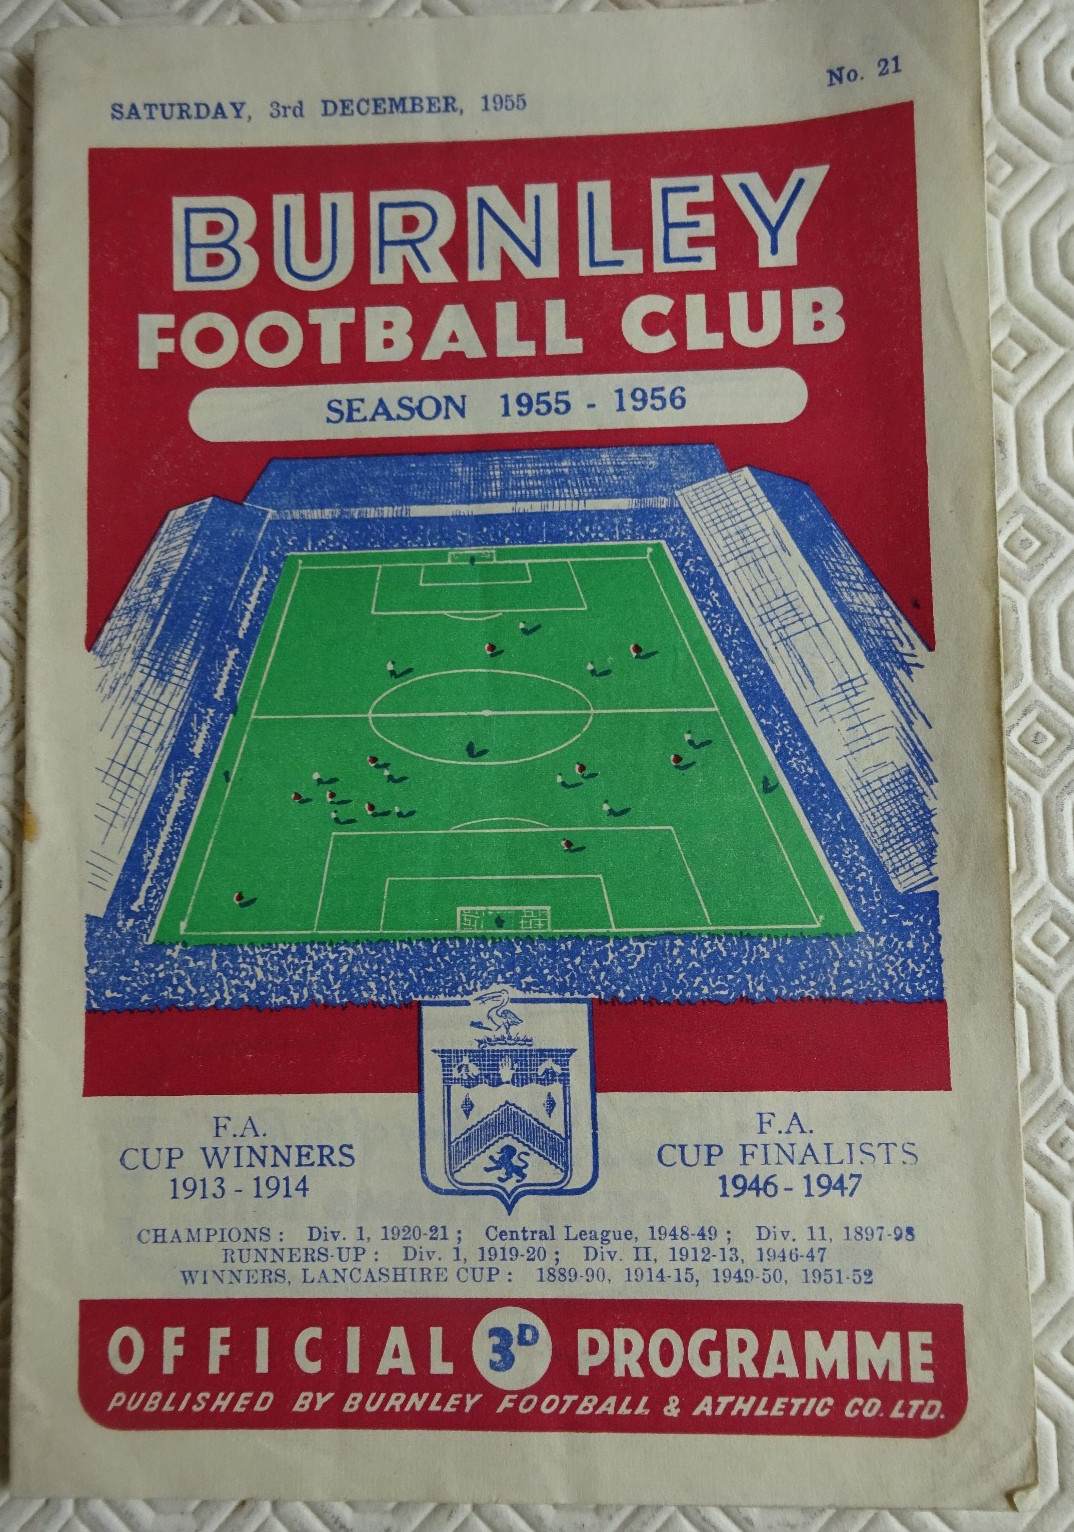 No. 21
SATURDAY, 3rd DECEMBER, 1955
BURNLEY
FOOTBALL CLUB
SEASON 1955 - 1956
F.A.
CUP WINNERS
1913 - 1914
F.A.
CUP FINALISTS
1946 - 1947
CHAMPIONS : Div. 1, 1920-21 ; Central League, 1948-49 ; Div. 11, 1897-98
RUNNERS-UP : Div. 1, 1919-20 ; Div. II, 1912-13, 1946-47
WINNERS, LANCASHIRE CUP : 1889-90, 1914-15, 1949-50, 1951-52
OFFICIAL 3D PROGRAMME
PUBLISHED BY BURNLEY FOOTBALL & ATHLETIC CO. LTD.